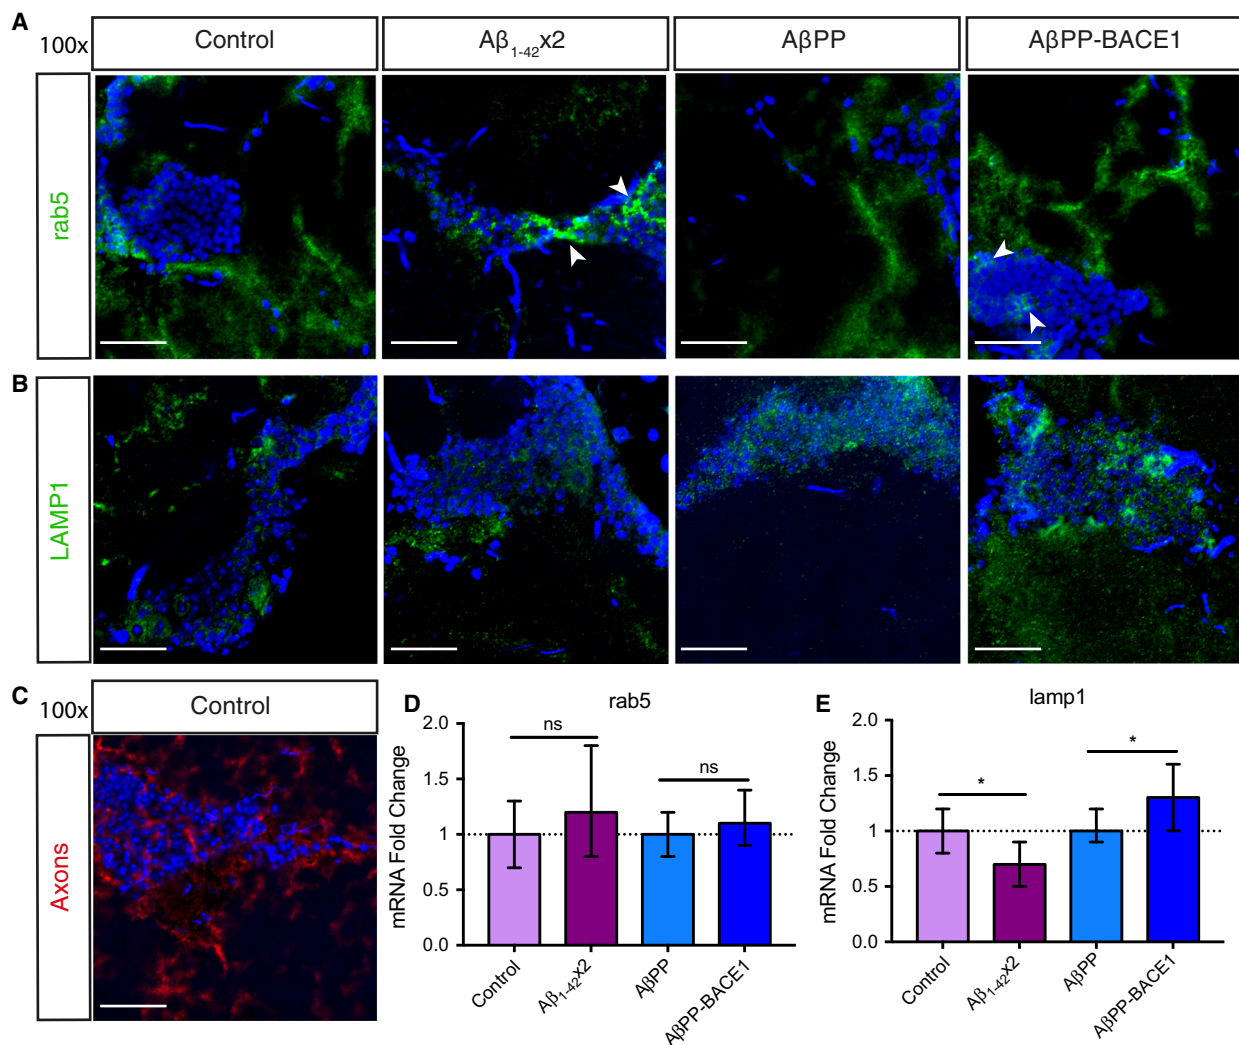 A
100x
Control
Aβ1-42x2
AβPP
AβPP-BACE1
rab5
B
LAMP1
C
100x
Control
Axons
D
rab5
mRNA Fold Change
2.0
1.5
1
0.5
0.0
ns
ns
Control
Aβ1-42x2
AβPP
AβPP-BACE1
E
lamp1
mRNA Fold Change
2.0
1.5
1
0.5
0.0
*
*
Control
Aβ1-42x2
AβPP
AβPP-BACE1